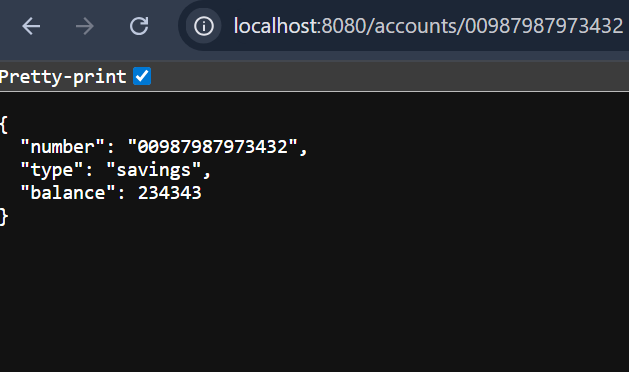 localhost:8080/accounts/00987987973432
Pretty-print
{
  "number": "00987987973432",
  "type": "savings",
  "balance": 234343
}